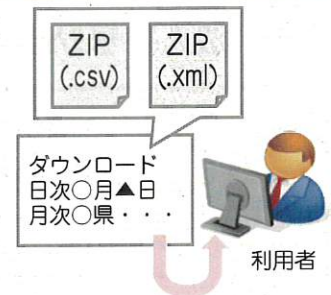 ZIP
(.csv)
ZIP
(.xml)
ダウンロード
日次○月▲日
月次○県・・・
利用者